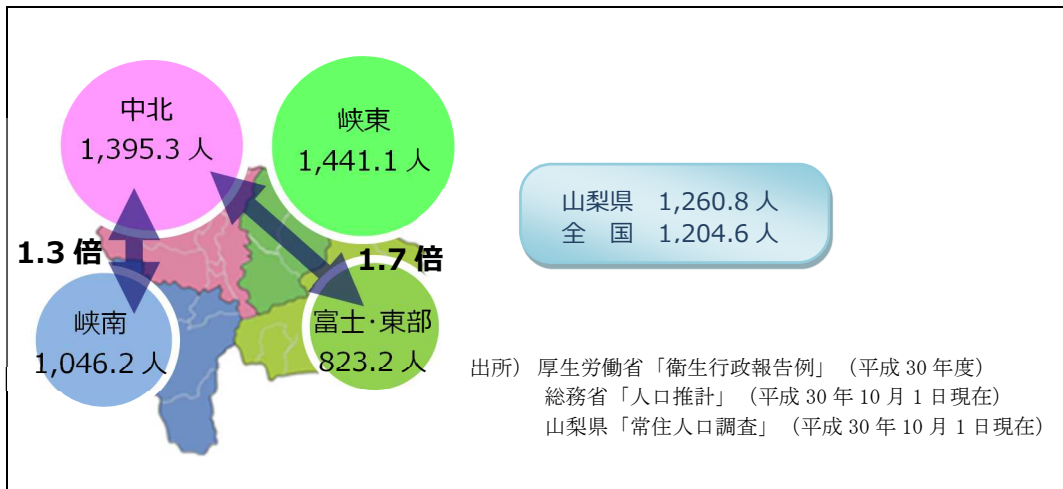 中北
1,395.3 人
峡東
1,441.1 人
山梨県 1,260.8 人
全 国 1,204.6 人
1.3 倍
1.7 倍
峡南
1,046.2 人
富士・東部
823.2 人
出所) 厚生労働省「衛生行政報告例」(平成 30 年度)
総務省「人口推計」(平成 30 年 10 月 1 日現在)
山梨県「常住人口調査」(平成 30 年 10 月 1 日現在)